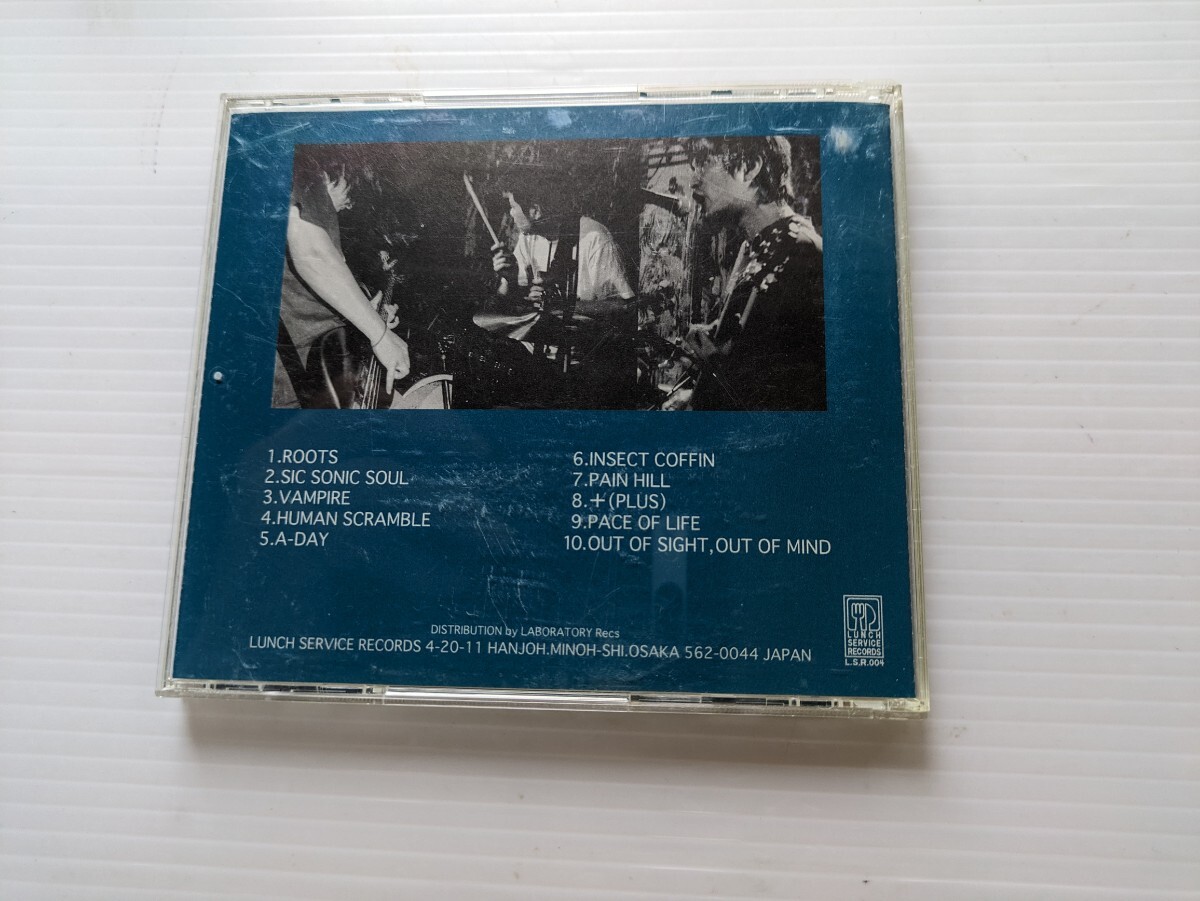 1.ROOTS
2.SIC SONIC SOUL
3.VAMPIRE
4.HUMAN SCRAMBLE
5.A-DAY
6.INSECT COFFIN
7.PAIN HILL
8.+(PLUS)
9.PACE OF LIFE
10.OUT OF SIGHT,OUT OF MIND
DISTRIBUTION by LABORATORY Recs
LUNCH SERVICE RECORDS 4-20-11 HANJOH.MINOH-SHI.OSAKA 562-0044 JAPAN
LUNCH
SERVICE
RECORDS
L.S.R.004